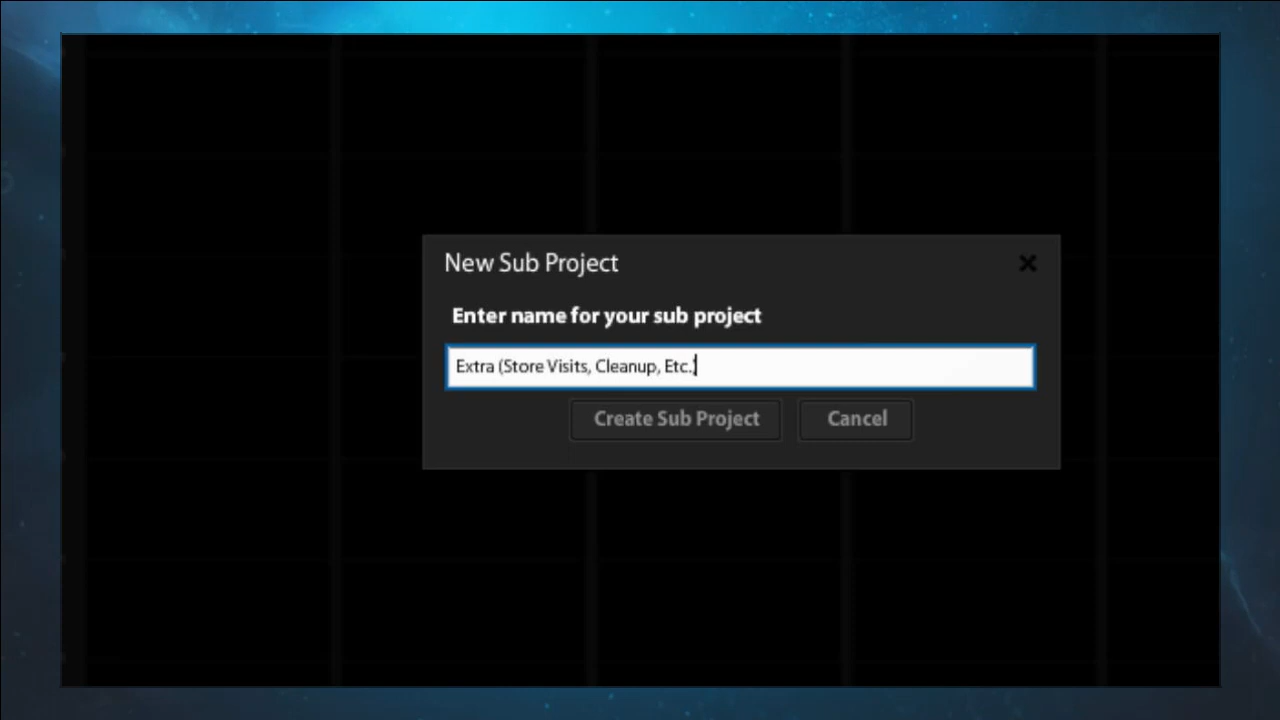 New Sub Project
Enter name for your sub project
Extra (Store Visits, Cleanup, Etc.)
Create Sub Project
Cancel